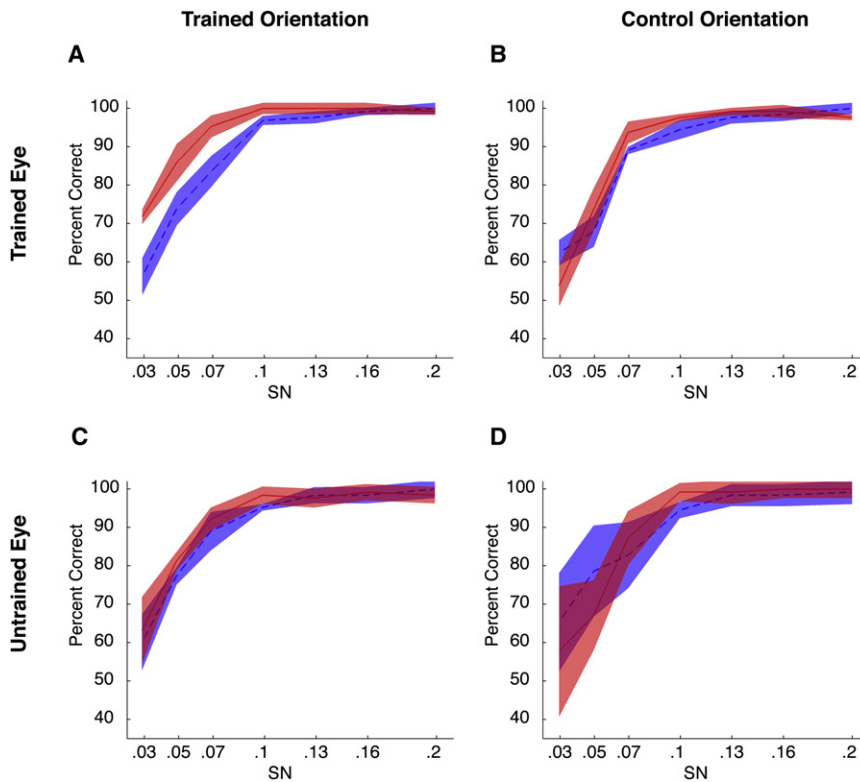 Trained Orientation
Control Orientation
Trained Eye
A
Percent Correct
100
90
80
70
60
50
40
.03 .05 .07 .1 .13 .16 .2
SN
B
Percent Correct
100
90
80
70
60
50
40
.03 .05 .07 .1 .13 .16 .2
SN
Untrained Eye
C
Percent Correct
100
90
80
70
60
50
40
.03 .05 .07 .1 .13 .16 .2
SN
D
Percent Correct
100
90
80
70
60
50
40
.03 .05 .07 .1 .13 .16 .2
SN